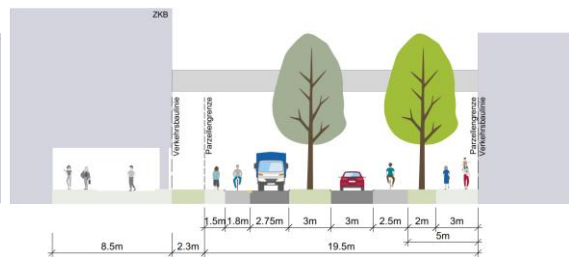 ZKB
Verkehrsbaulinie
Parzellengrenze
Parzellengrenze
Verkehrsbaulinie
1.5m 1.8m 2.75m 3m 3m 2.5m 2m 3m
5m
8.5m 2.3m 19.5m